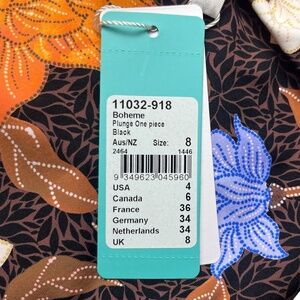 11032-918
Boheme
Plunge One piece
Black
Aus/NZ Size: 8
2464 1446
9 349623 045960
USA 4
Canada 6
France 36
Germany 34
Netherlands 34
UK 8